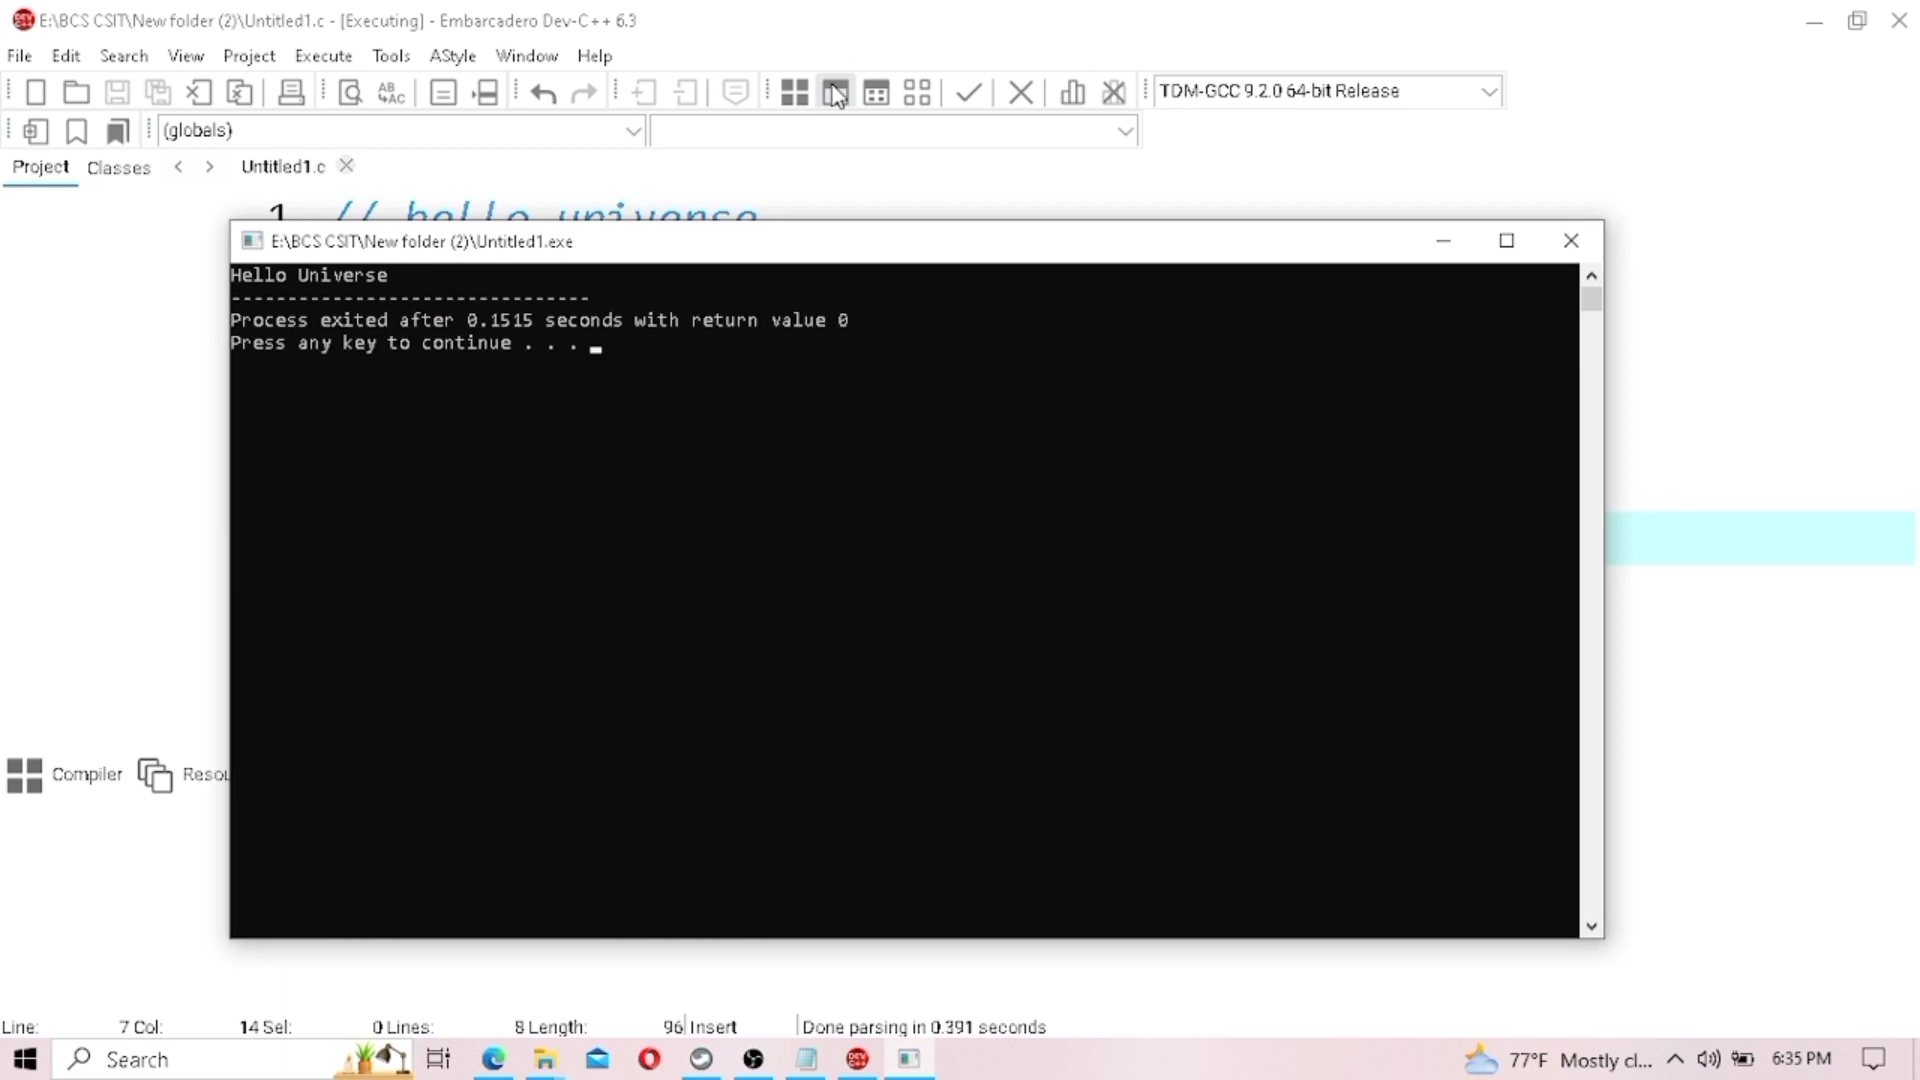 E:\BCS CSIT\New folder (2)\Untitled1.c - [Executing] - Embarcadero Dev-C++ 6.3
File Edit Search View Project Execute Tools AStyle Window Help
TDM-GCC 9.2.0 64-bit Release
(globals)
Project Classes Untitled1.c
1 // hello universe
E:\BCS CSIT\New folder (2)\Untitled1.exe
Hello Universe
--------------------------------
Process exited after 0.1515 seconds with return value 0
Press any key to continue . . .
Compiler Resou
Line: 7 Col: 14 Sel: 0 Lines: 8 Length: 96 Insert Done parsing in 0.391 seconds
Search 77°F Mostly cl... 6:35 PM